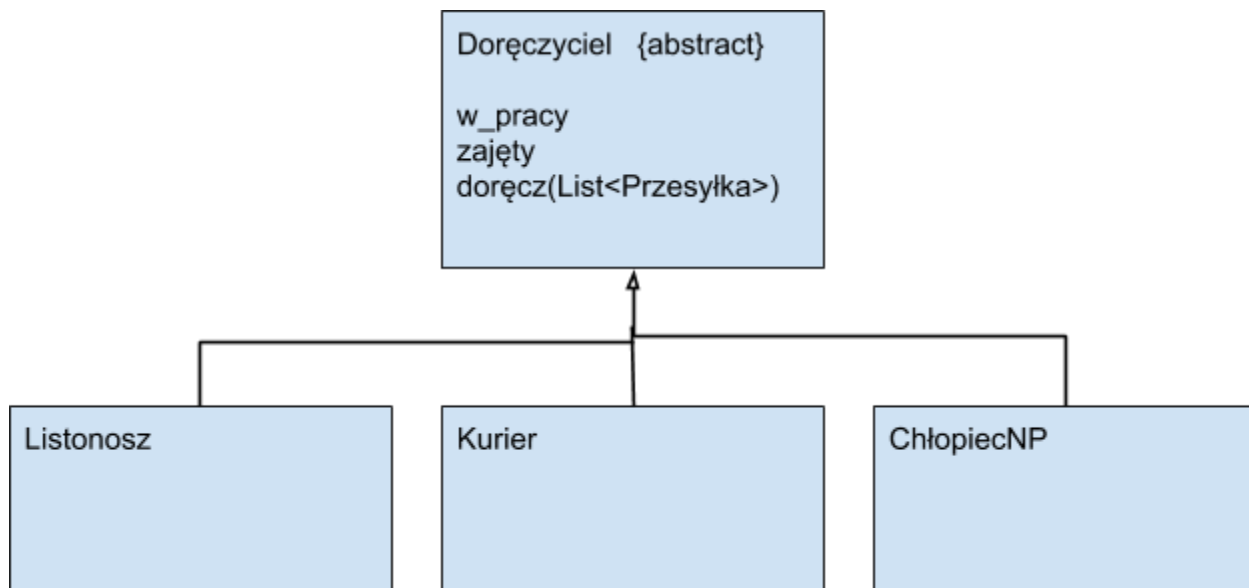 Doręczyciel {abstract}
w_pracy
zajęty
doręcz(List<Przesyłka>)
Listonosz
Kurier
ChłopiecNP